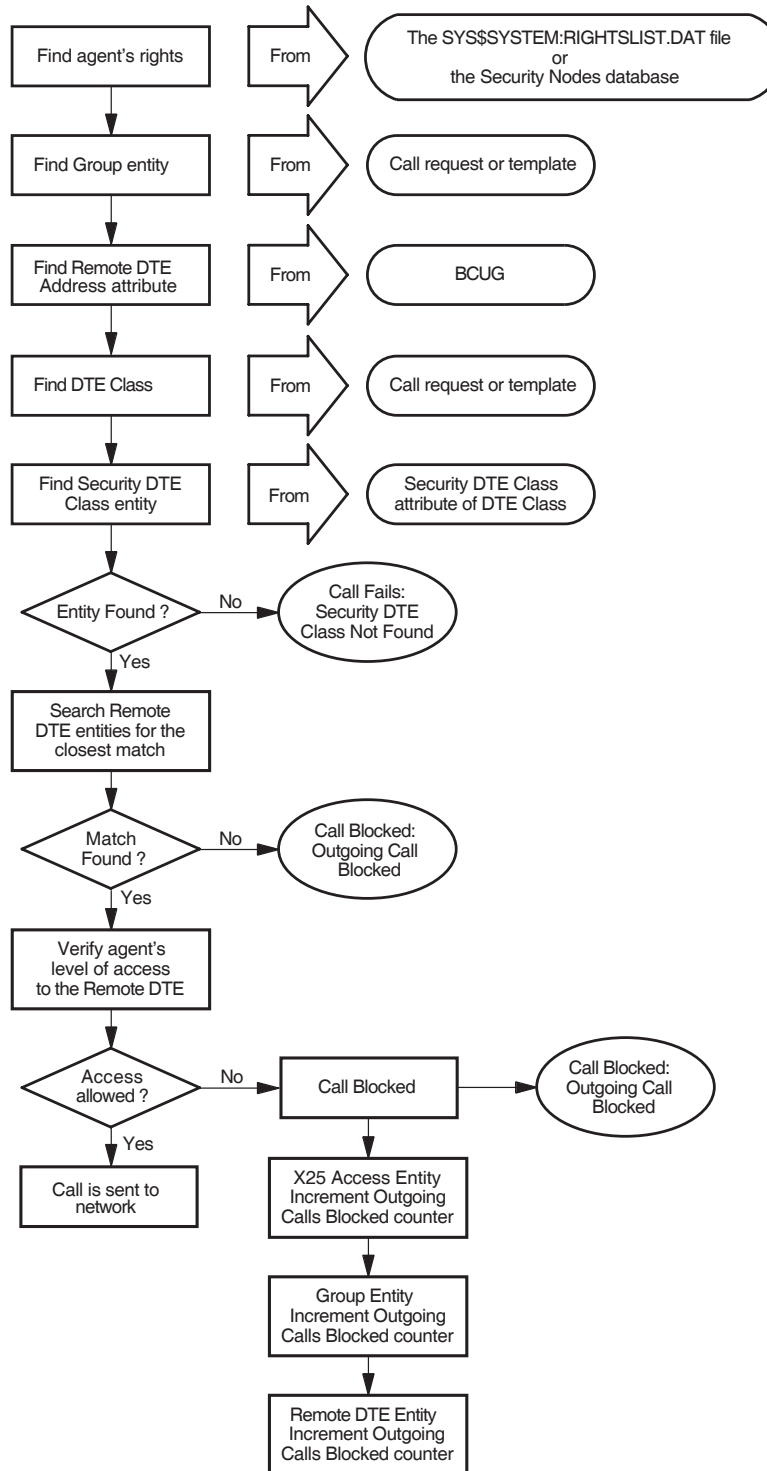 Find agent's rights
From
The SYS$SYSTEM:RIGHTSLIST.DAT file
or
the Security Nodes database
Find Group entity
From
Call request or template
Find Remote DTE
Address attribute
From
BCUG
Find DTE Class
From
Call request or template
Find Security DTE
Class entity
From
Security DTE Class
attribute of DTE Class
Entity Found ?
No
Call Fails:
Security DTE
Class Not Found
Yes
Search Remote
DTE entities for the
closest match
Match
Found ?
No
Call Blocked:
Outgoing Call
Blocked
Yes
Verify agent's
level of access
to the Remote DTE
Access
allowed ?
No
Call Blocked
Call Blocked:
Outgoing Call
Blocked
Yes
Call is sent to
network
X25 Access Entity
Increment Outgoing
Calls Blocked counter
Group Entity
Increment Outgoing
Calls Blocked counter
Remote DTE Entity
Increment Outgoing
Calls Blocked counter